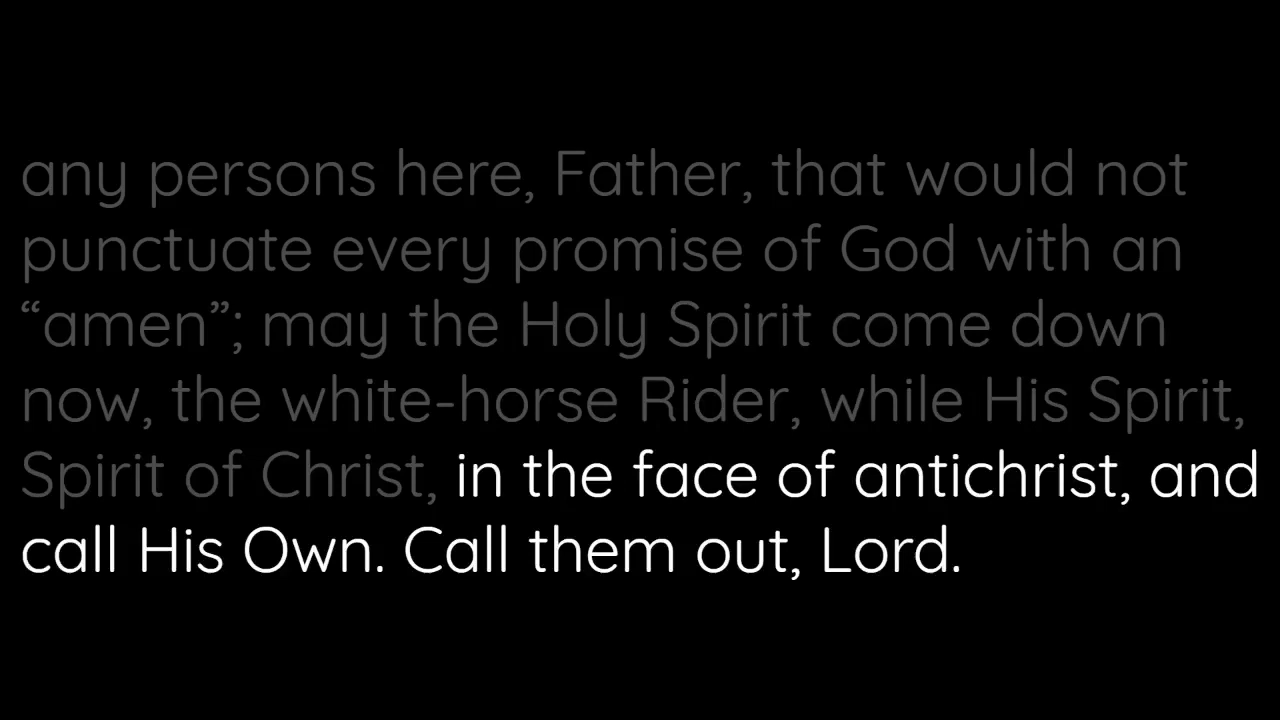 any persons here, Father, that would not
punctuate every promise of God with an
“amen”; may the Holy Spirit come down
now, the white-horse Rider, while His Spirit,
Spirit of Christ, in the face of antichrist, and
call His Own. Call them out, Lord.